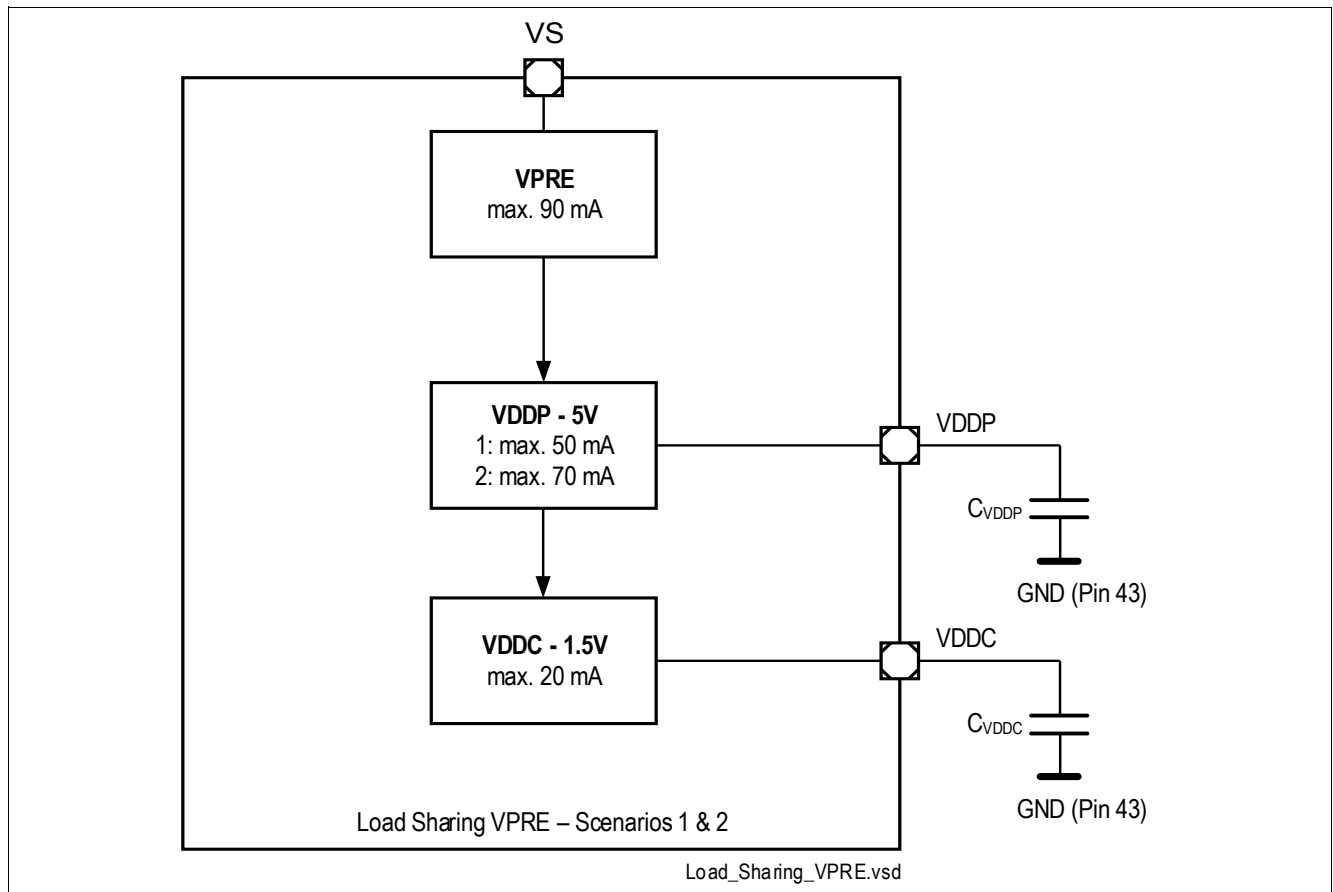 VS
VPRE
max. 90 mA
VDDP - 5V
1: max. 50 mA
2: max. 70 mA
VDDP
CVDDP
GND (Pin 43)
VDDC - 1.5V
max. 20 mA
VDDC
CVDDC
GND (Pin 43)
Load Sharing VPRE – Scenarios 1 & 2
Load_Sharing_VPRE.vsd